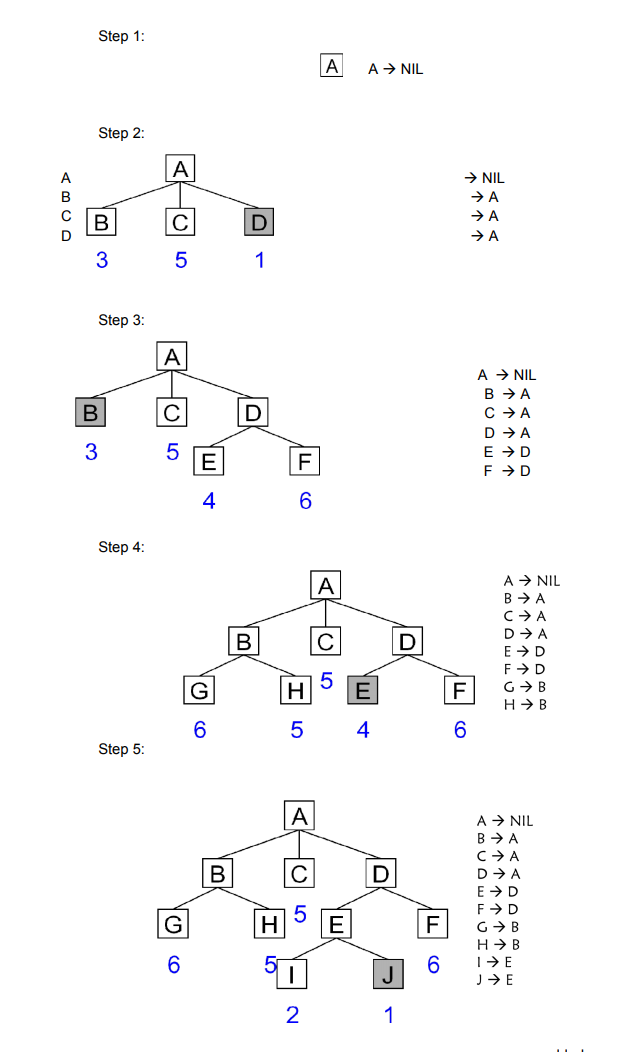 Step 1:
A A → NIL
Step 2:
A
A → NIL
B → A
C B C D → A
D → A
3 5 1
Step 3:
A
A → NIL
B → A
B C D C → A
D → A
3 5 E F E → D
F → D
4 6
Step 4:
A A → NIL
B → A
C → A
B C D D → A
E → D
F → D
G H 5 E F G → B
H → B
6 5 4 6
Step 5:
A A → NIL
B → A
C → A
B C D D → A
E → D
F → D
G H 5 E F G → B
H → B
6 5 I J 6 I → E
J → E
2 1